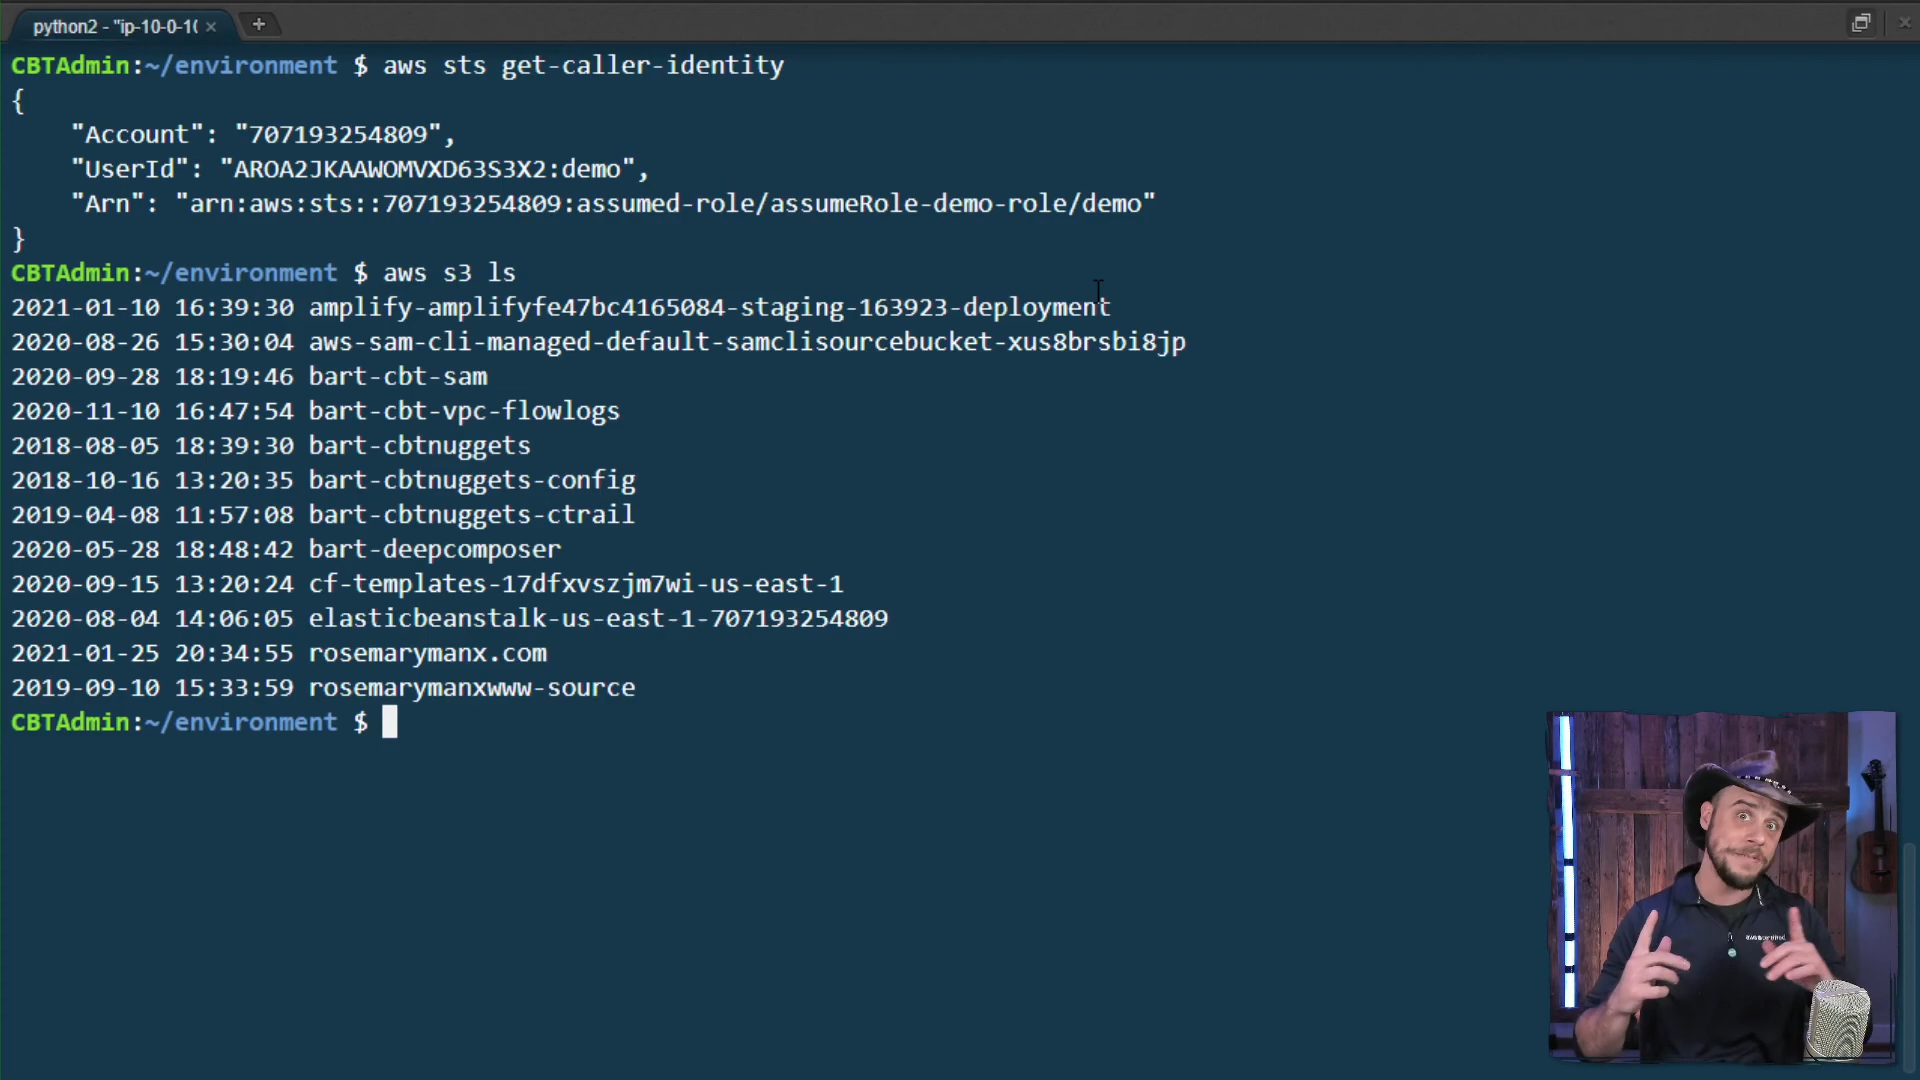 python2 - "ip-10-0-1( × +
CBTAdmin:~/environment $ aws sts get-caller-identity
{
    "Account": "707193254809",
    "UserId": "AROA2JKAAWOMVXD63S3X2:demo",
    "Arn": "arn:aws:sts::707193254809:assumed-role/assumeRole-demo-role/demo"
}
CBTAdmin:~/environment $ aws s3 ls
2021-01-10 16:39:30 amplify-amplifyfe47bc4165084-staging-163923-deployment
2020-08-26 15:30:04 aws-sam-cli-managed-default-samclisourcebucket-xus8brsbi8jp
2020-09-28 18:19:46 bart-cbt-sam
2020-11-10 16:47:54 bart-cbt-vpc-flowlogs
2018-08-05 18:39:30 bart-cbtnuggets
2018-10-16 13:20:35 bart-cbtnuggets-config
2019-04-08 11:57:08 bart-cbtnuggets-ctrail
2020-05-28 18:48:42 bart-deepcomposer
2020-09-15 13:20:24 cf-templates-17dfxvszjm7wi-us-east-1
2020-08-04 14:06:05 elasticbeanstalk-us-east-1-707193254809
2021-01-25 20:34:55 rosemarymanx.com
2019-09-10 15:33:59 rosemarymanxwww-source
CBTAdmin:~/environment $